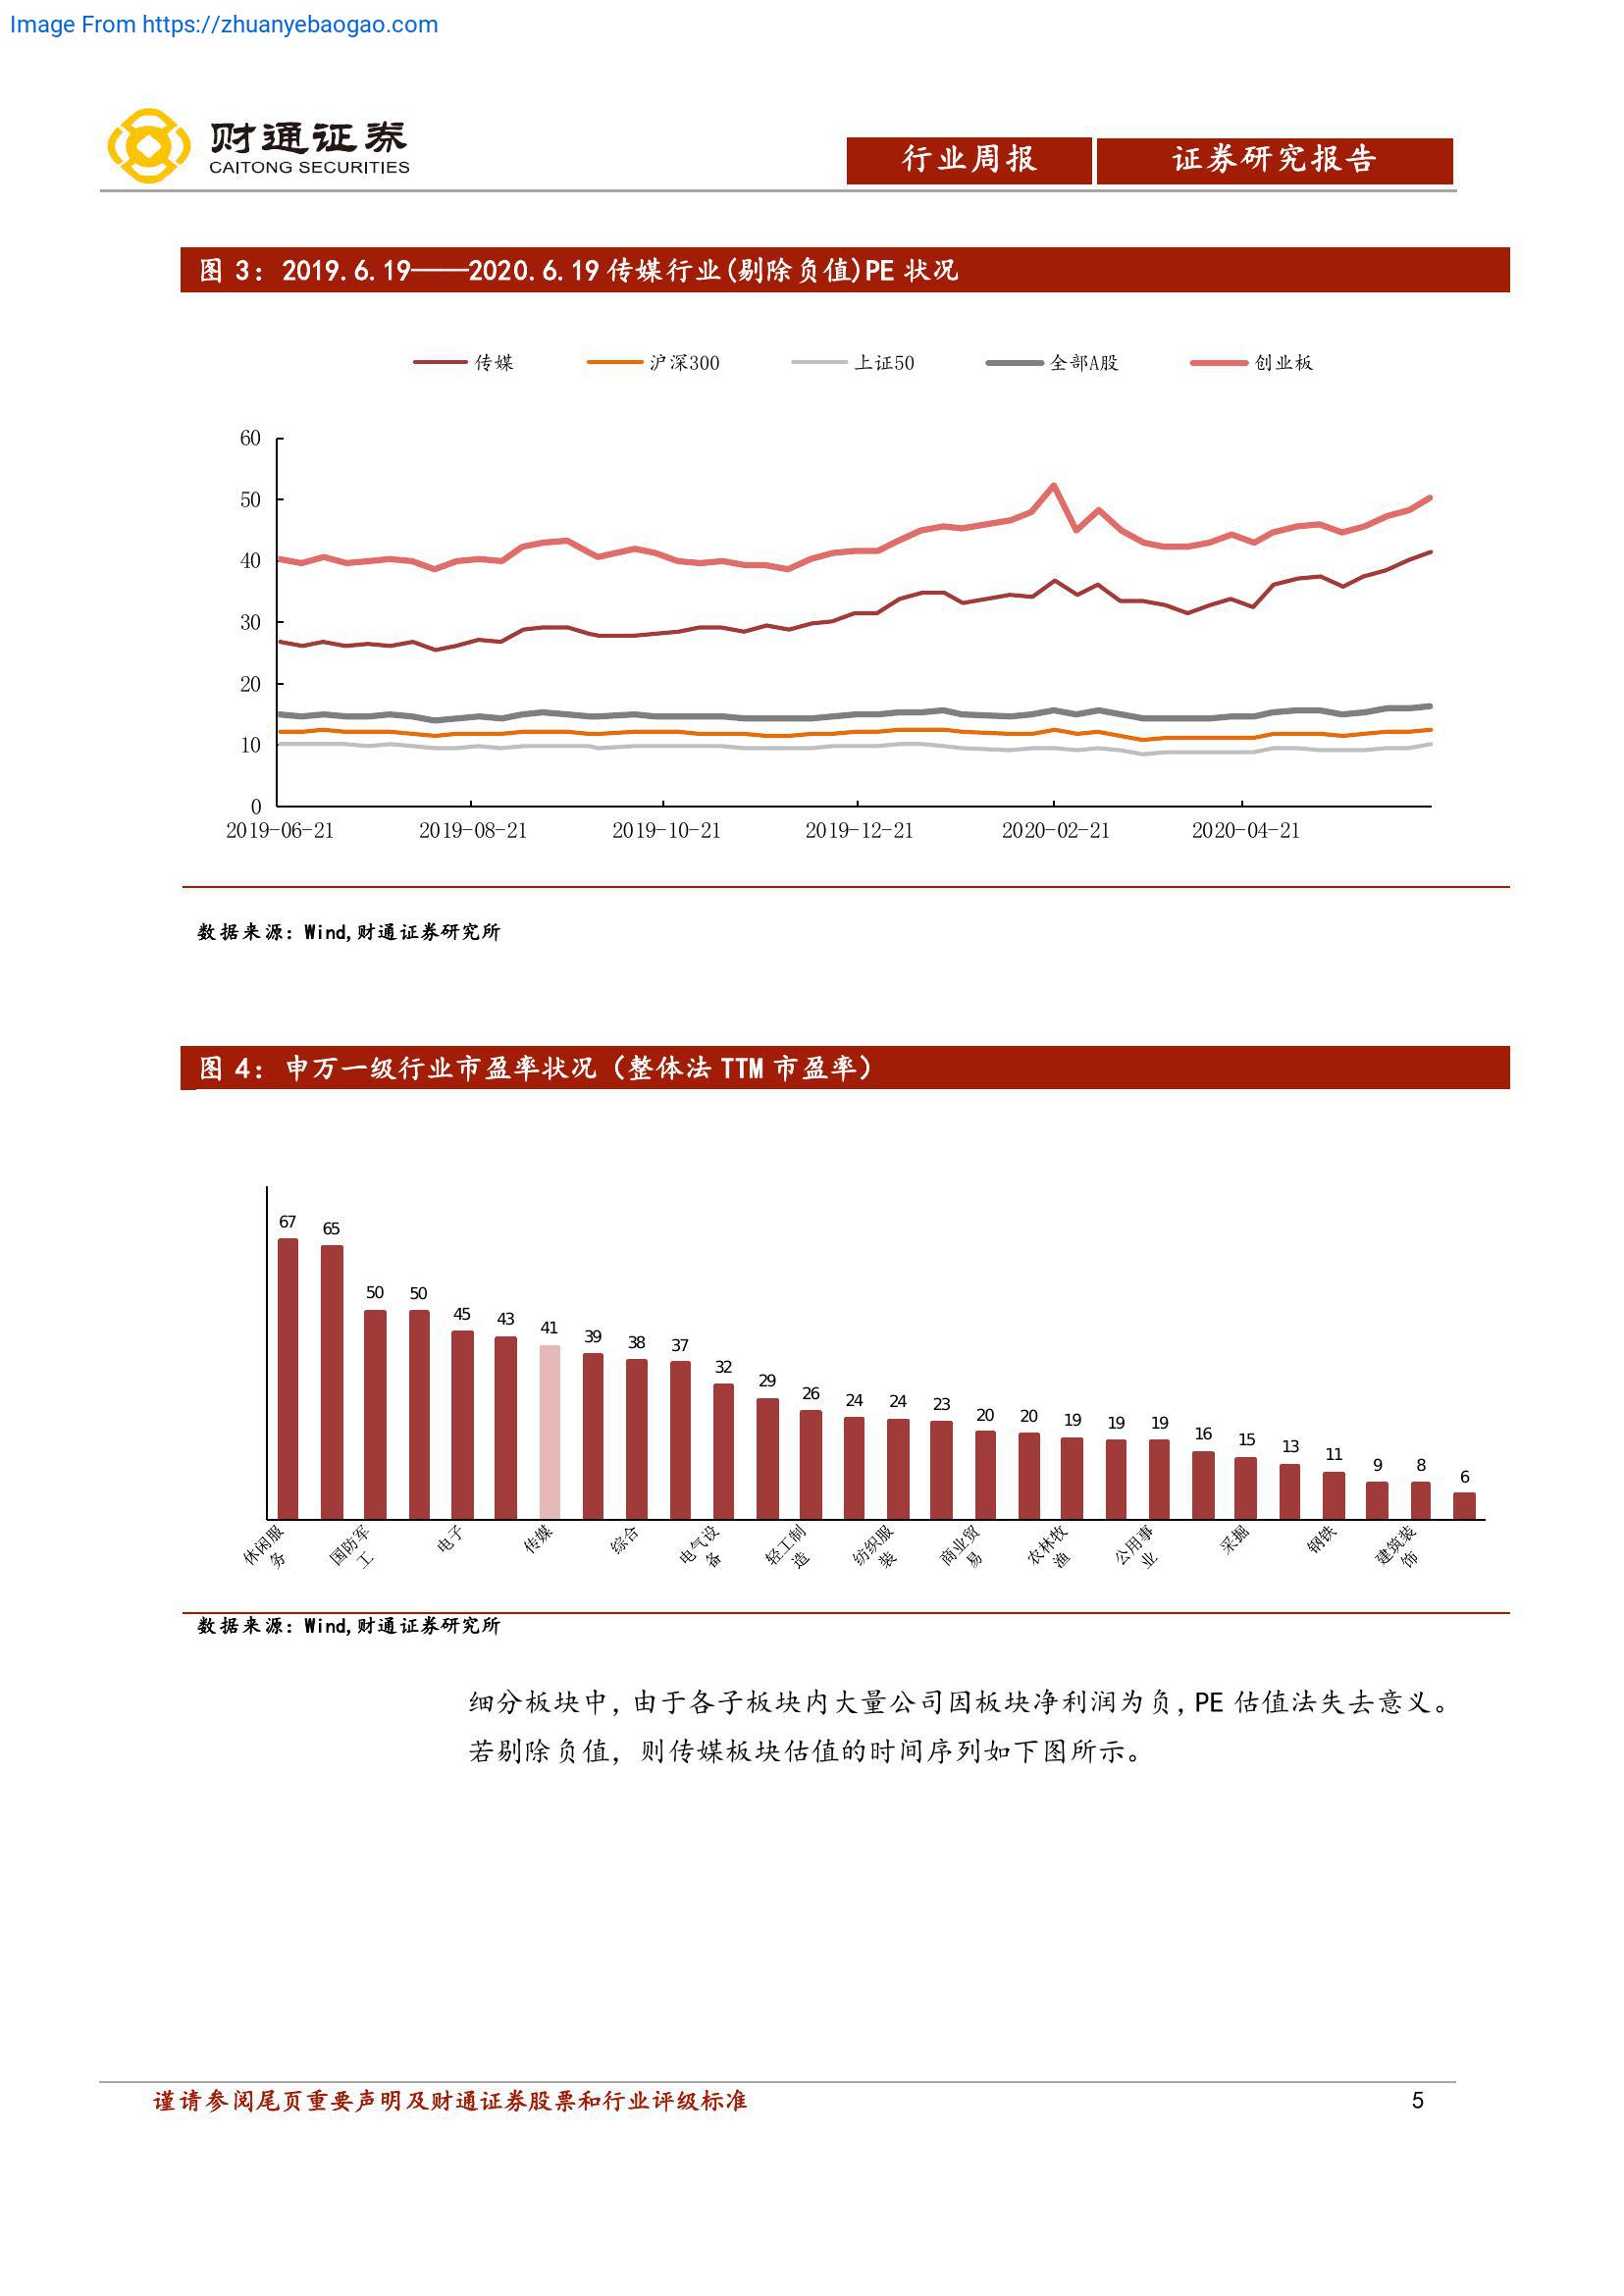 Image From https://zhuanyebaogao.com
财通证券
CAITONG SECURITIES
行业周报
证券研究报告
图 3: 2019.6.19——2020.6.19 传媒行业(剔除负值)PE 状况
传媒 沪深300 上证50 全部A股 创业板
60
50
40
30
20
10
0
2019-06-21 2019-08-21 2019-10-21 2019-12-21 2020-02-21 2020-04-21
数据来源: Wind,财通证券研究所
图 4: 申万一级行业市盈率状况（整体法 TTM 市盈率）
67 65 50 50 45 43 41 39 38 37 32 29 26 24 24 23 20 20 19 19 19 16 15 13 11 9 8 6
休闲服务 国防军工 电子 传媒 综合 电气设备 轻工制造 纺织服装 商业贸易 农林牧渔 公用事业 采掘 钢铁 建筑装饰
数据来源: Wind,财通证券研究所
细分板块中,由于各子板块内大量公司因板块净利润为负,PE 估值法失去意义。
若剔除负值, 则传媒板块估值的时间序列如下图所示。
谨请参阅尾页重要声明及财通证券股票和行业评级标准
5